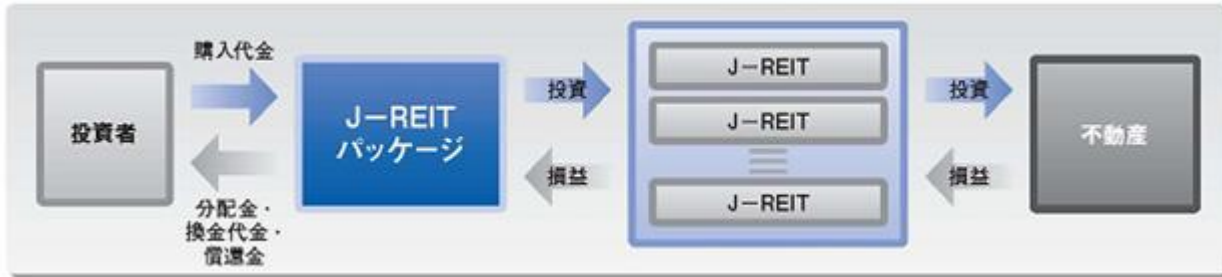 購入代金
投資者
分配金・
換金代金・
償還金
J－REIT
パッケージ
投資
損益
J－REIT
J－REIT
J－REIT
投資
損益
不動産